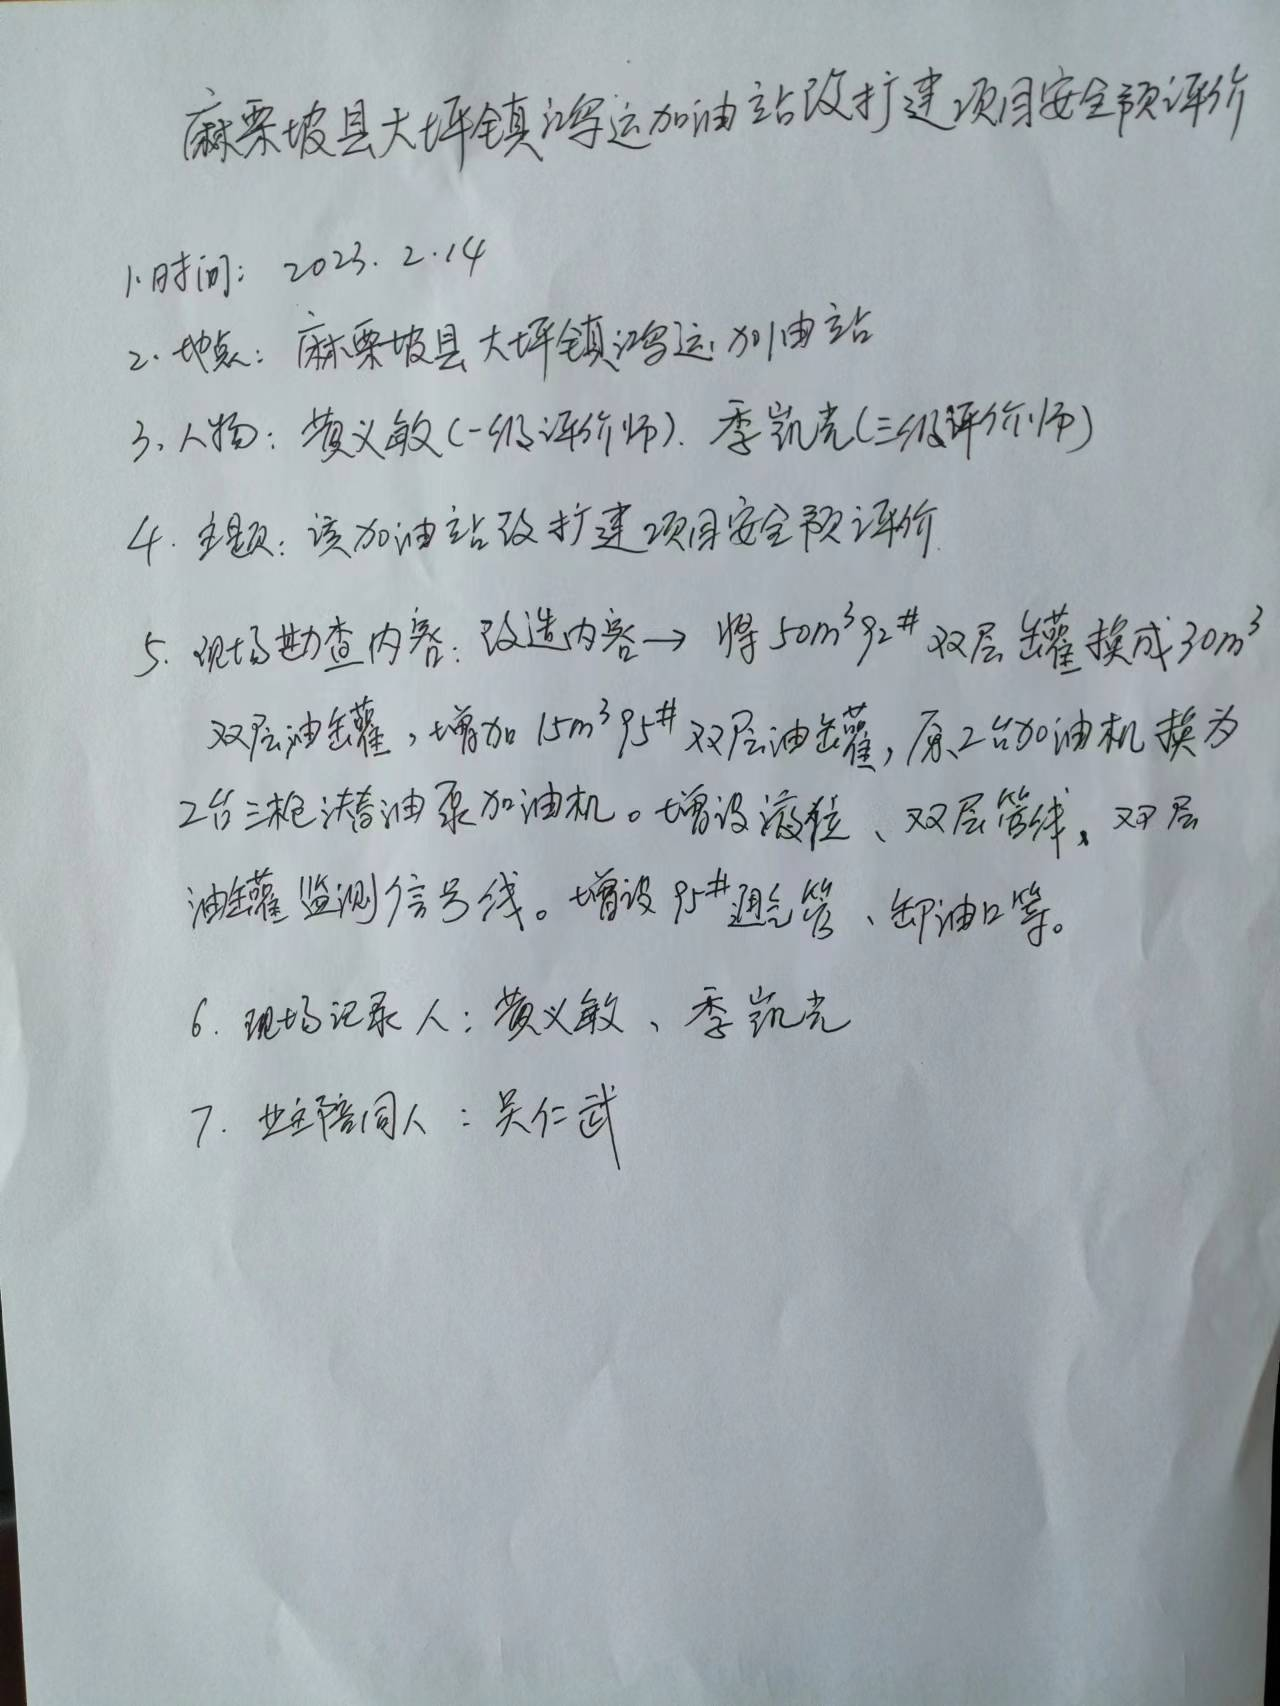 麻栗坡县大坪镇鸿运加油站改扩建项目安全预评价
1.时间：2023.2.14
2.地点：麻栗坡县大坪镇鸿运加油站
3.人物：黄义敏(一级评价师). 季凯光(三级评价师)
4.主题：该加油站改扩建项目安全预评价.
5.现场勘查内容：改造内容→将50m³92#双层罐换成30m³
双层油罐，增加15m³95#双层油罐，原2台加油机换为
2台三枪潜油泵加油机。增设液位、双层管线、双层
油罐监测信号线。增设95#通气管、卸油口等。
6.现场记录人：黄义敏、季凯光
7.业主陪同人：吴仁武